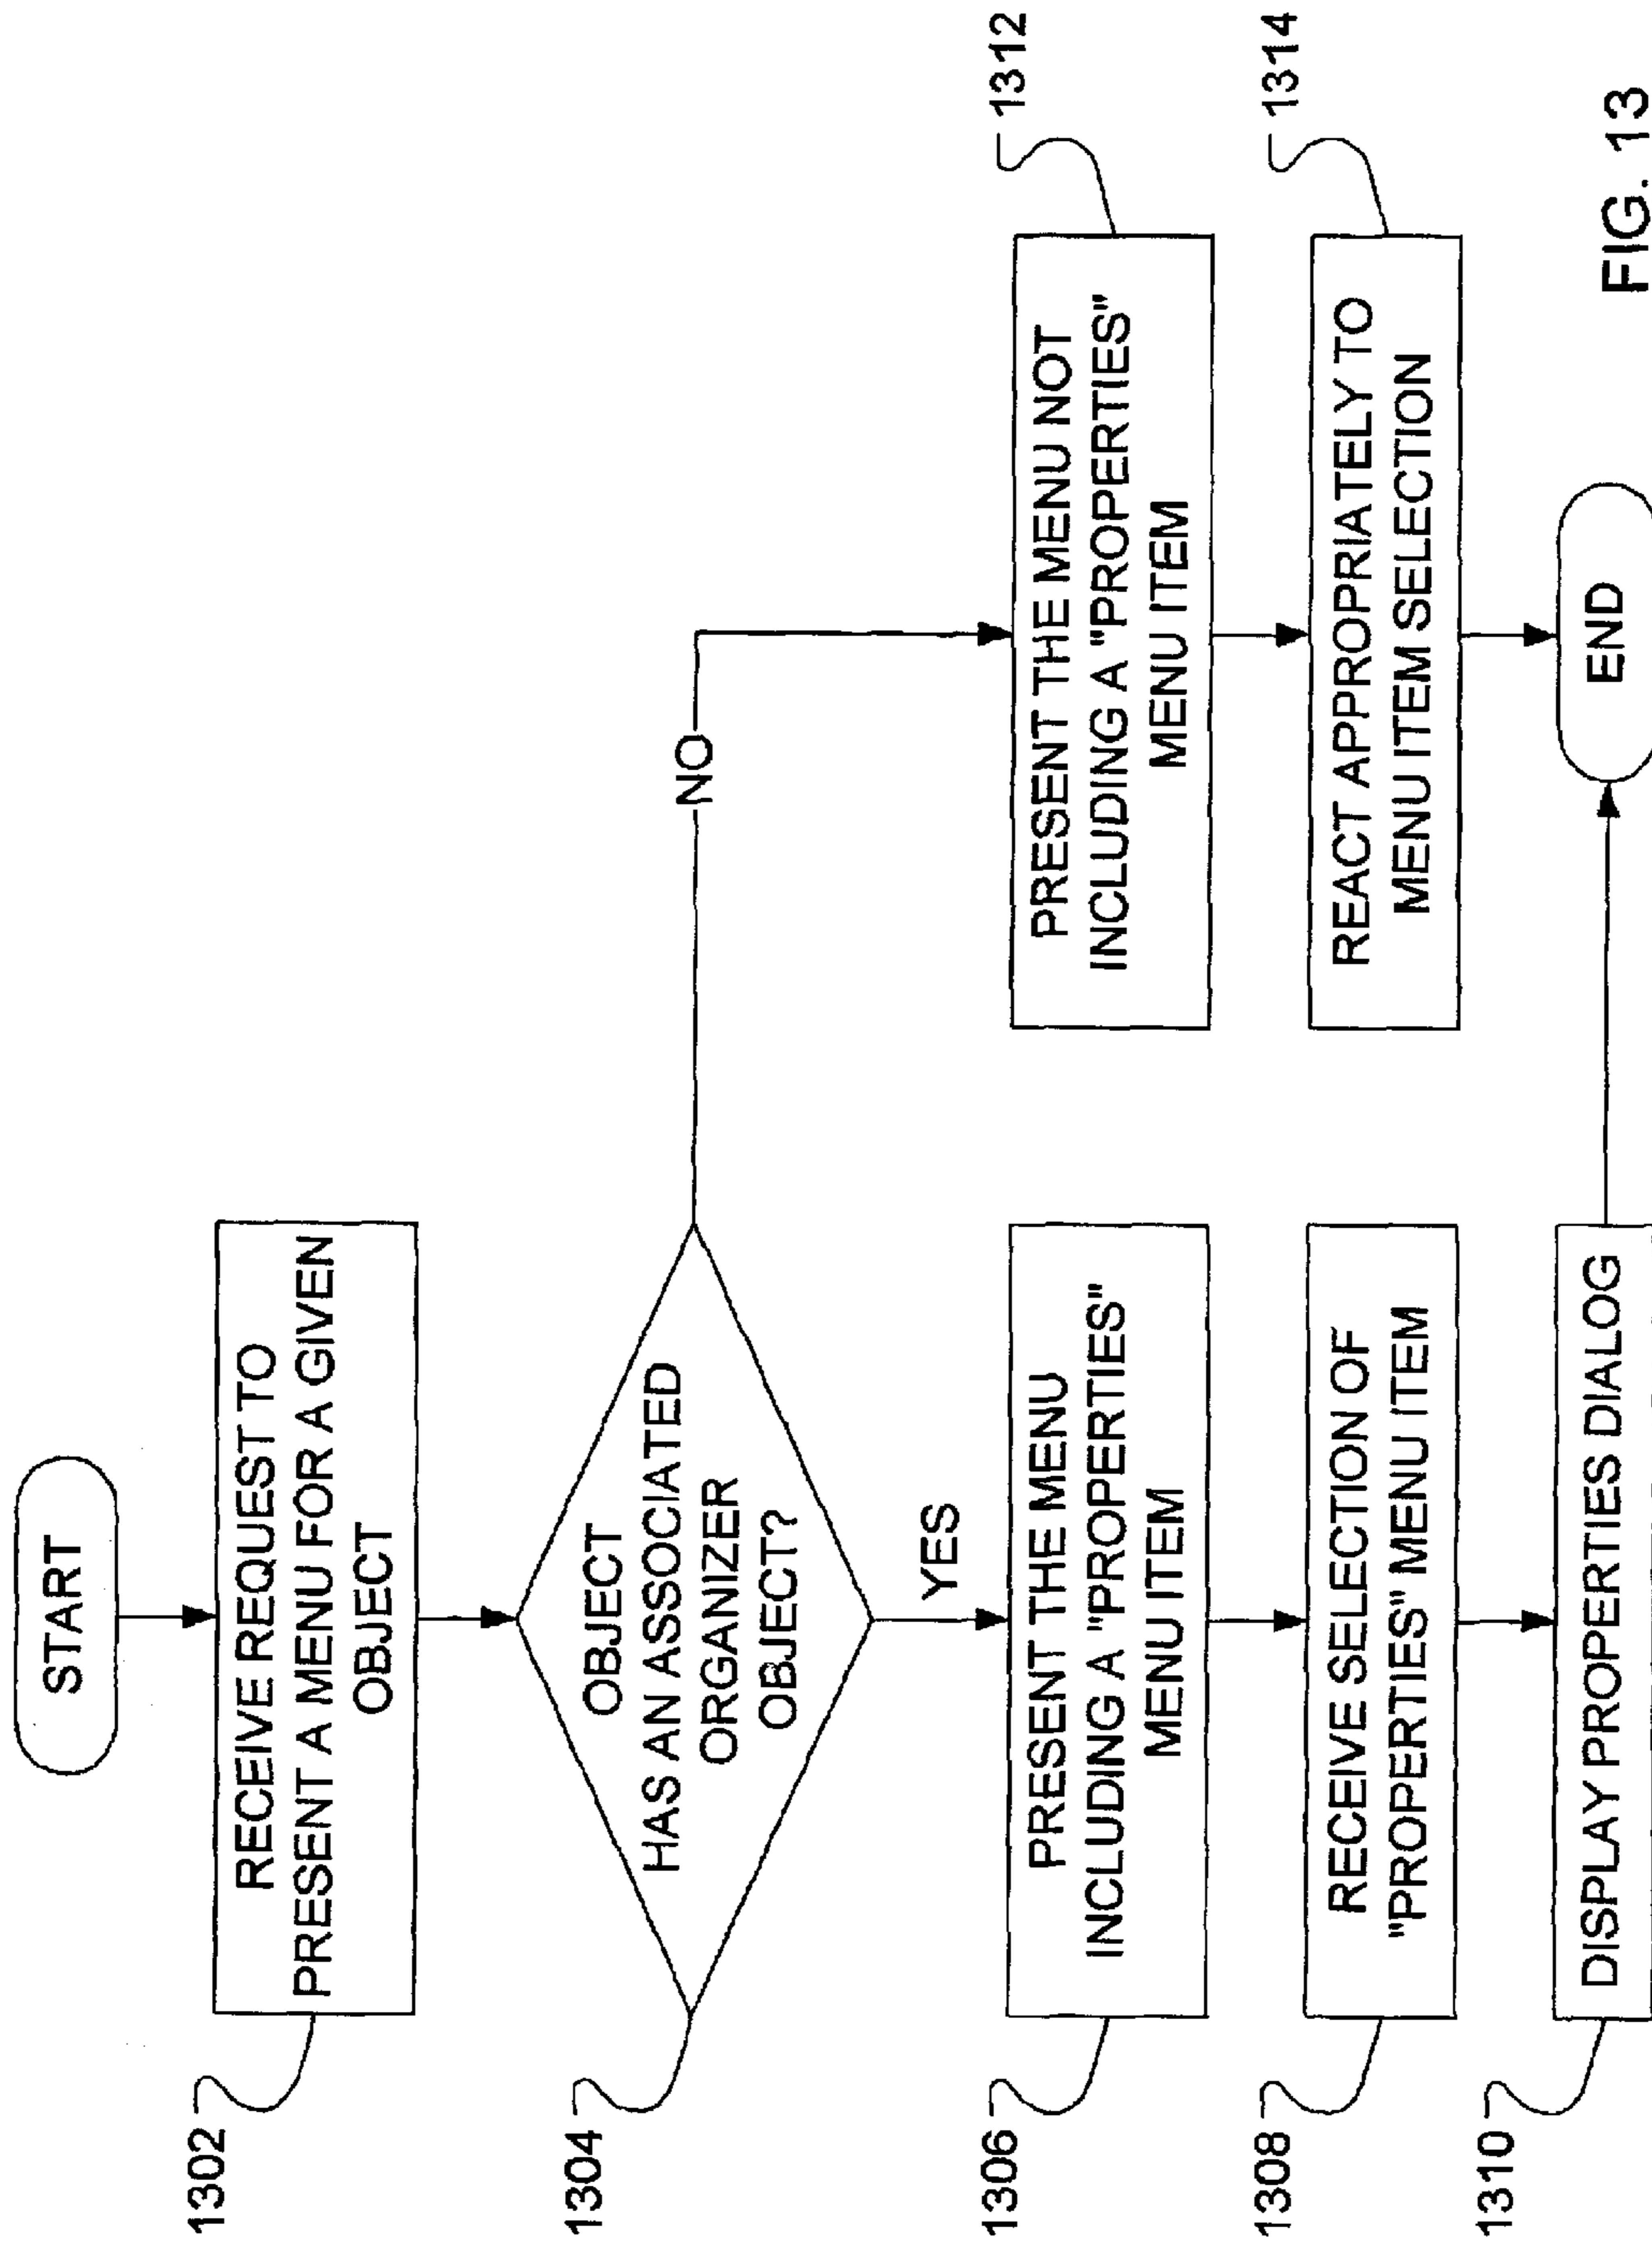 START
1302
RECEIVE REQUEST TO
PRESENT A MENU FOR A GIVEN
OBJECT
1304
OBJECT
HAS AN ASSOCIATED
ORGANIZER
OBJECT?
NO
YES
1306
PRESENT THE MENU
INCLUDING A "PROPERTIES"
MENU ITEM
1308
RECEIVE SELECTION OF
"PROPERTIES" MENU ITEM
1310
DISPLAY PROPERTIES DIALOG
1312
PRESENT THE MENU NOT
INCLUDING A "PROPERTIES"
MENU ITEM
1314
REACT APPROPRIATELY TO
MENU ITEM SELECTION
END
FIG. 13